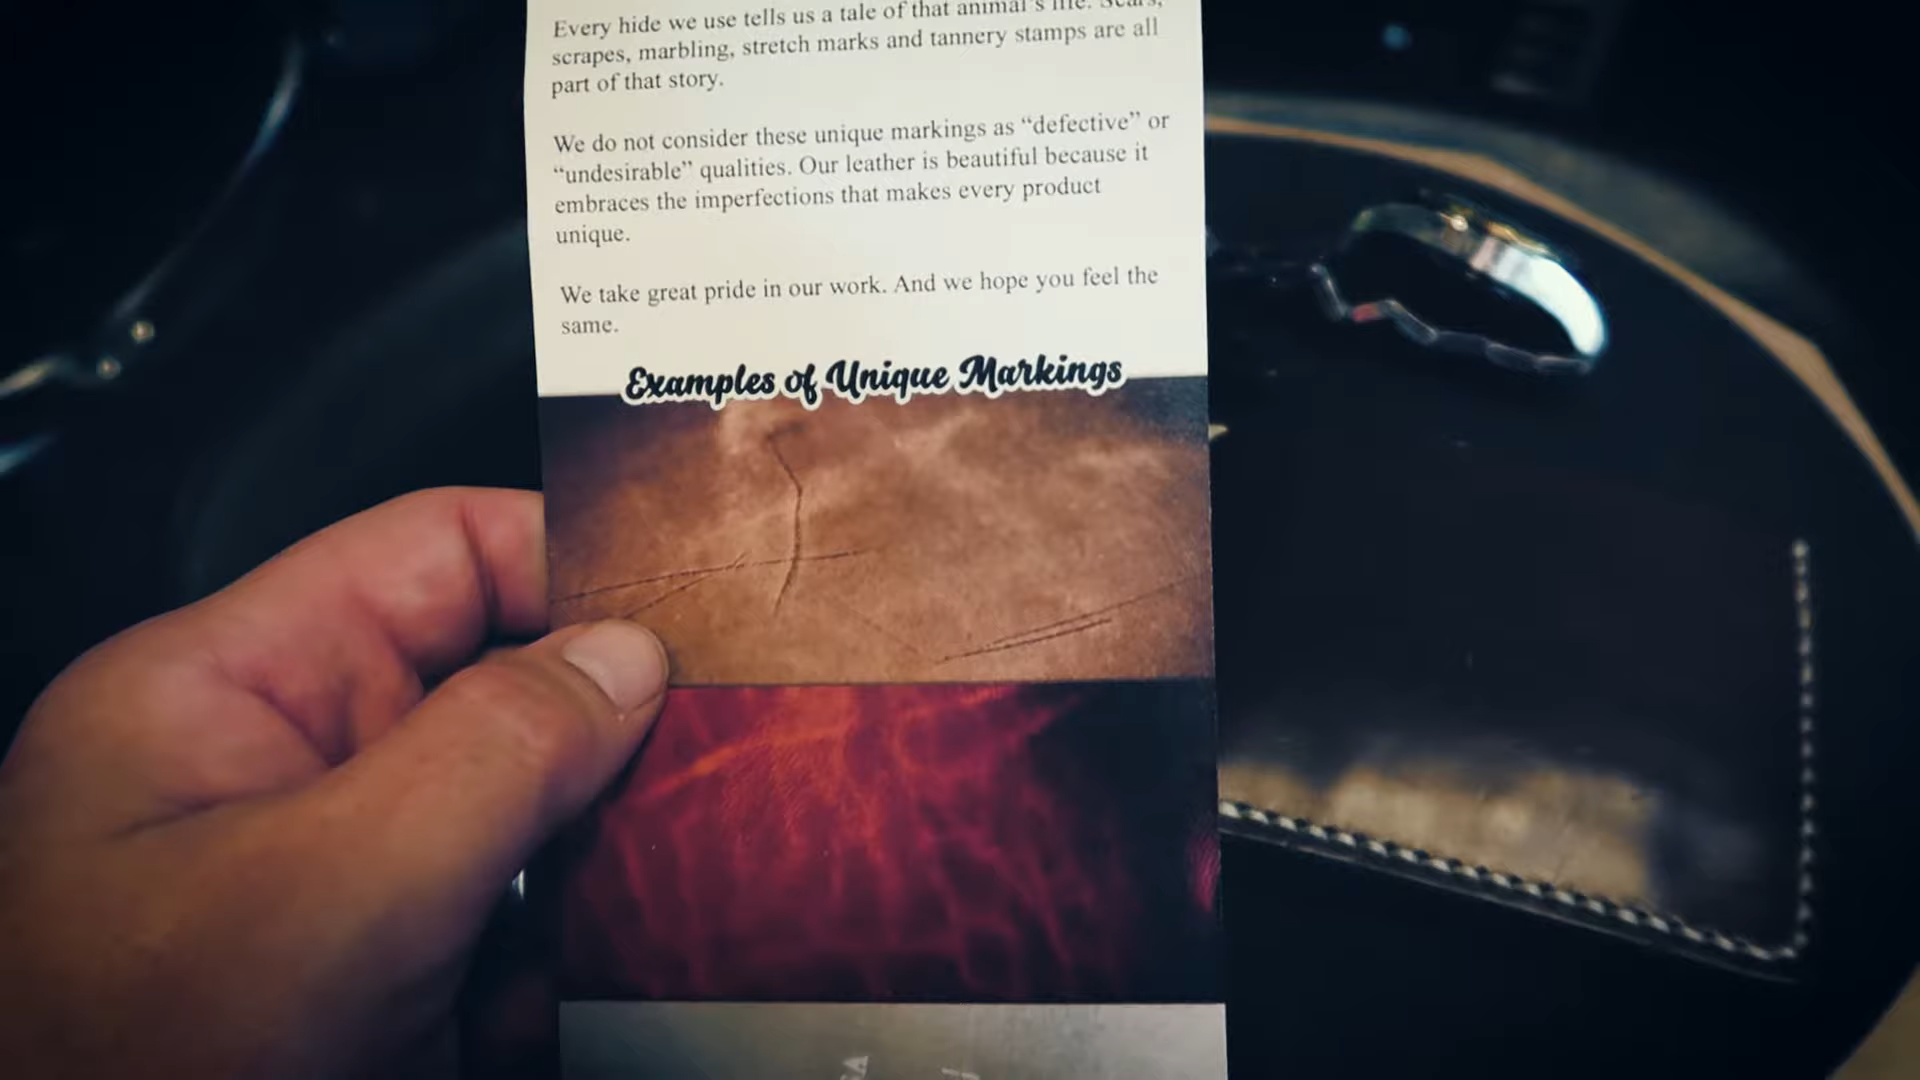 Every hide we use tells us a tale of that animal's life. Scars,
scrapes, marbling, stretch marks and tannery stamps are all
part of that story.
We do not consider these unique markings as “defective” or
“undesirable” qualities. Our leather is beautiful because it
embraces the imperfections that makes every product
unique.
We take great pride in our work. And we hope you feel the
same.
Examples of Unique Markings